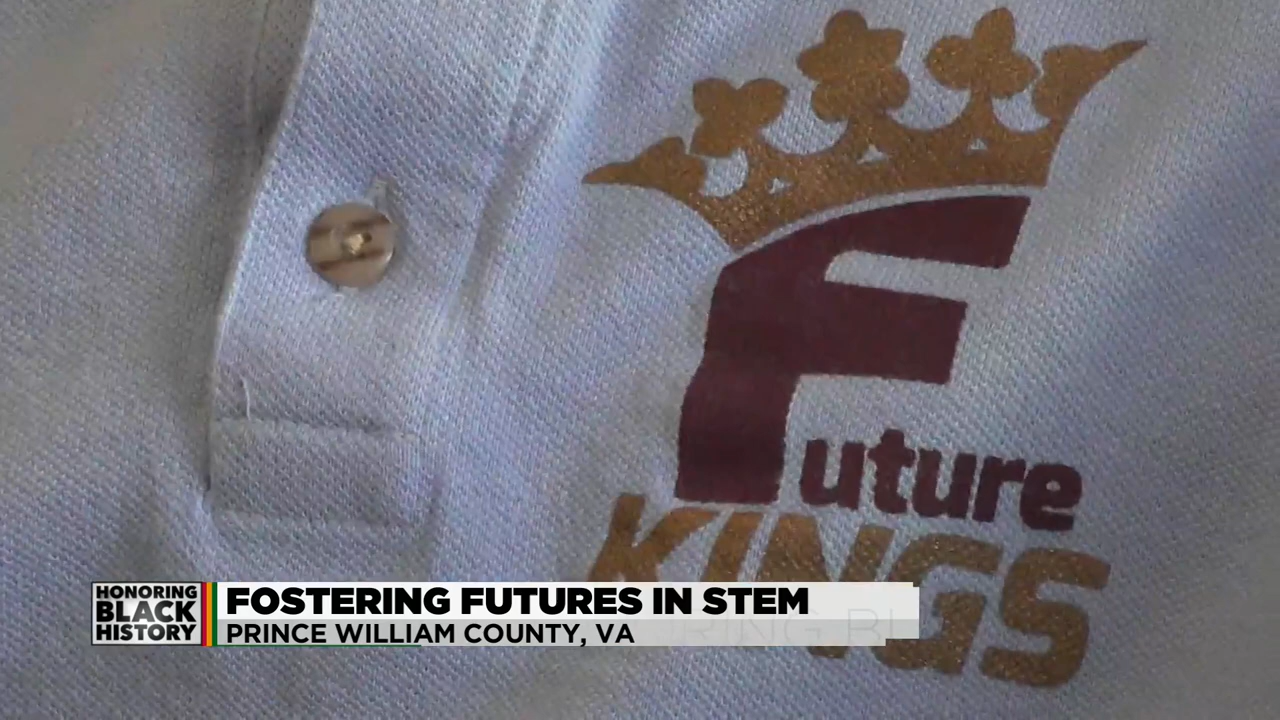 Future
KINGS
HONORING
BLACK
HISTORY
FOSTERING FUTURES IN STEM
PRINCE WILLIAM COUNTY, VA